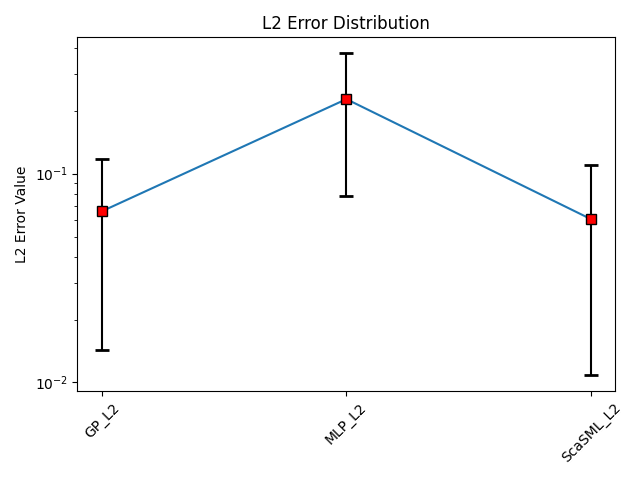 L2 Error Distribution
L2 Error Value
10⁻¹
10⁻²
GP_L2
MLP_L2
ScaSML_L2